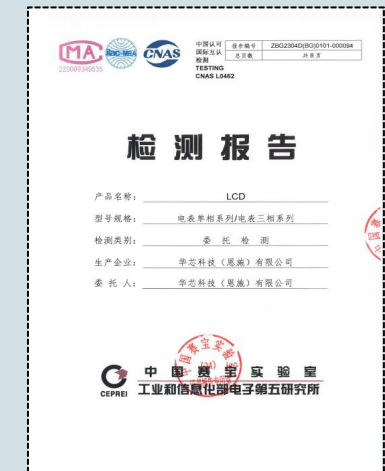 MA
220009349635
ilac-MRA
CNAS
中国认可
国际互认
检测
TESTING
CNAS L0462
报告编号 ZBG2304D(BG)0101-000094
总页数 共 8 页
检 测 报 告
产品名称: LCD
型号规格: 电表单相系列/电表三相系列
检测类别: 委 托 检 测
生产企业: 华芯科技（恩施）有限公司
委 托 人: 华芯科技（恩施）有限公司
CEPREI
中 国 赛 宝 实 验 室
工业和信息化部电子第五研究所